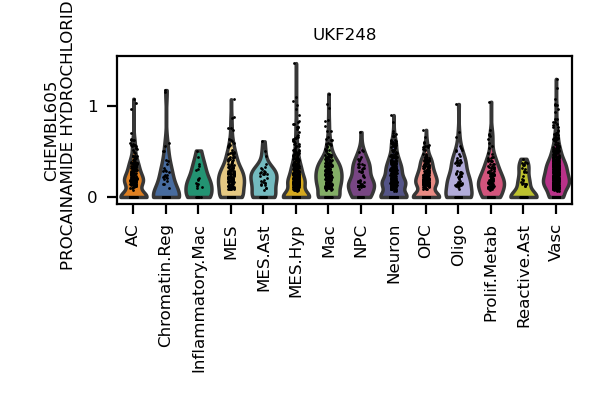 UKF248
CHEMBL605
PROCAINAMIDE HYDROCHLORID
1
0
AC
Chromatin.Reg
Inflammatory.Mac
MES
MES.Ast
MES.Hyp
Mac
NPC
Neuron
OPC
Oligo
Prolif.Metab
Reactive.Ast
Vasc